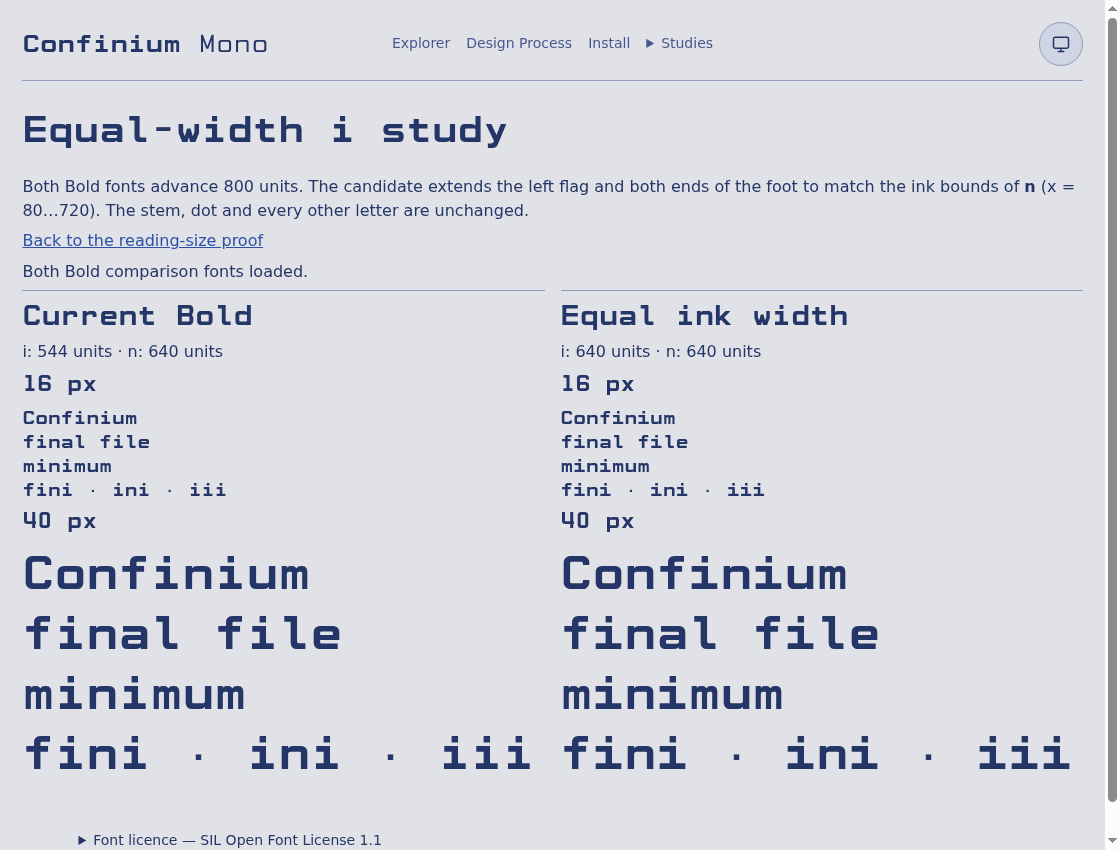 Confinium Mono
Explorer Design Process Install ▶ Studies
Equal-width i study
Both Bold fonts advance 800 units. The candidate extends the left flag and both ends of the foot to match the ink bounds of n (x =
80…720). The stem, dot and every other letter are unchanged.
Back to the reading-size proof
Both Bold comparison fonts loaded.
Current Bold
i: 544 units · n: 640 units
16 px
Confinium
final file
minimum
fini · ini · iii
40 px
Confinium
final file
minimum
fini · ini · iii
Equal ink width
i: 640 units · n: 640 units
16 px
Confinium
final file
minimum
fini · ini · iii
40 px
Confinium
final file
minimum
fini · ini · iii
▶ Font licence — SIL Open Font License 1.1